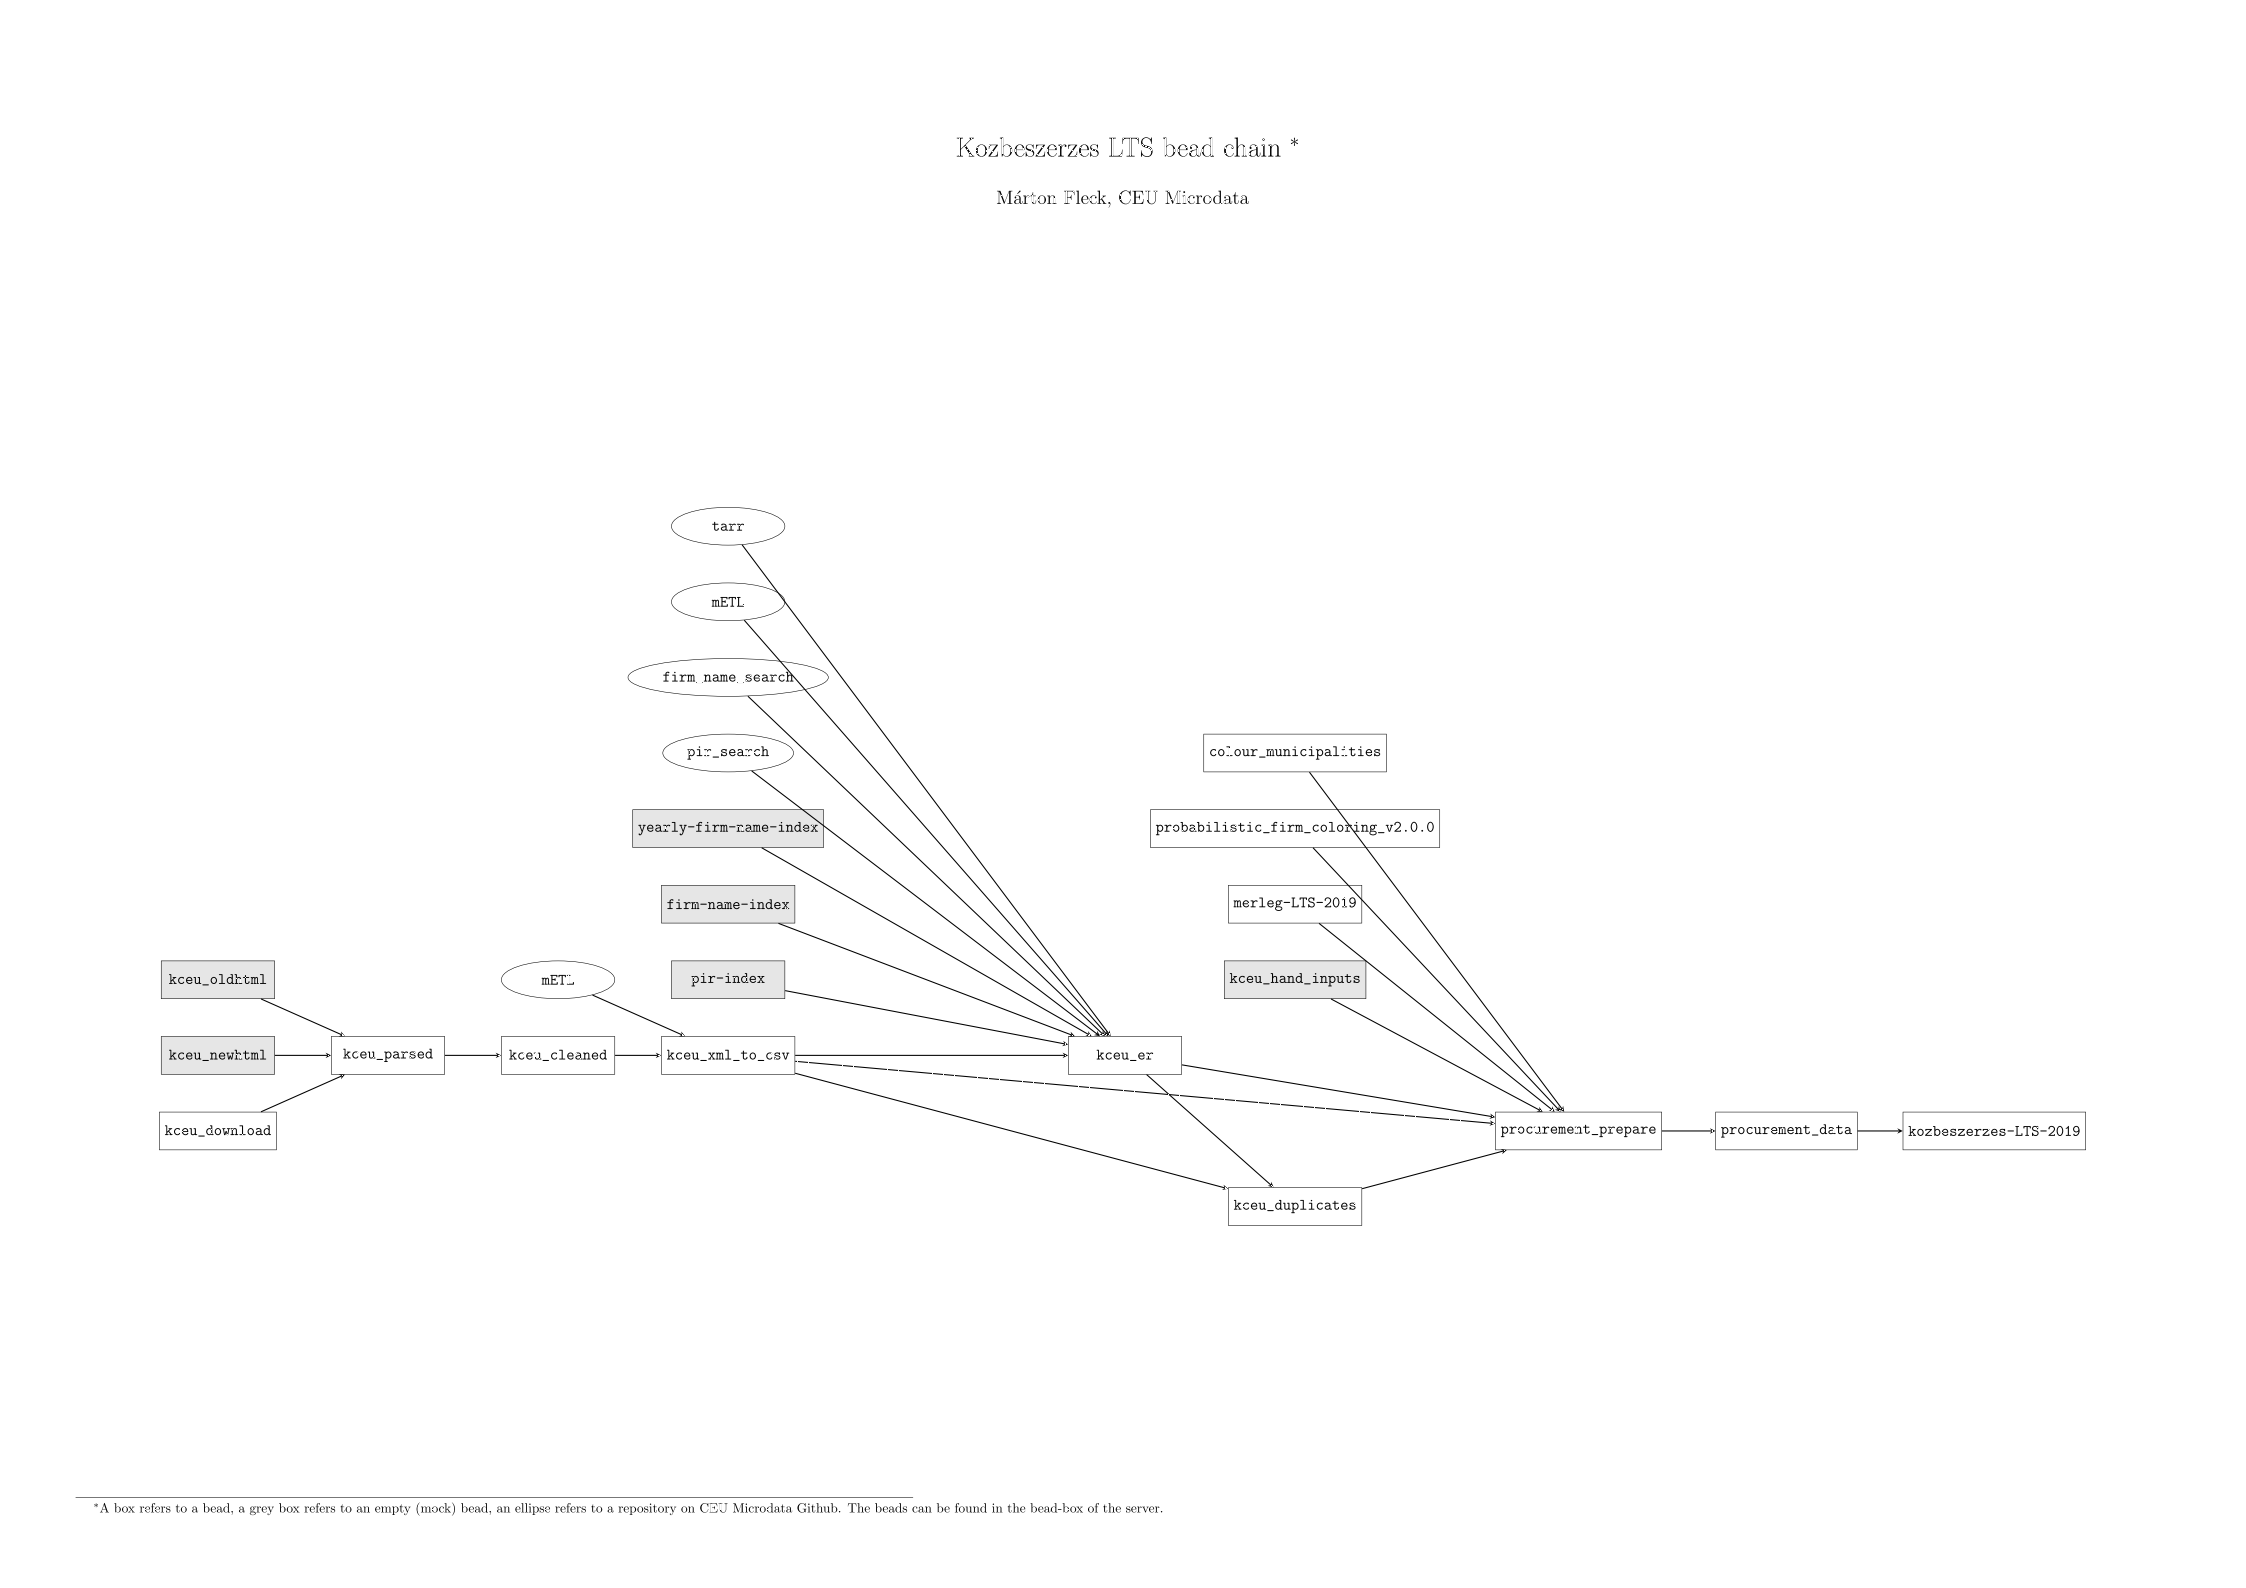 Kozbeszerzes LTS bead chain *
Márton Fleck, CEU Microdata
tarr
mETL
firm_name_search
pir_search
colour_municipalities
yearly-firm-name-index
probabilistic_firm_coloring_v2.0.0
firm-name-index
merleg-LTS-2019
kceu_oldhtml
mETL
pir-index
kceu_hand_inputs
kceu_newhtml
kceu_parsed
kceu_cleaned
kceu_xml_to_csv
kceu_er
kceu_download
procurement_prepare
procurement_data
kozbeszerzes-LTS-2019
kceu_duplicates
*A box refers to a bead, a grey box refers to an empty (mock) bead, an ellipse refers to a repository on CEU Microdata Github. The beads can be found in the bead-box of the server.